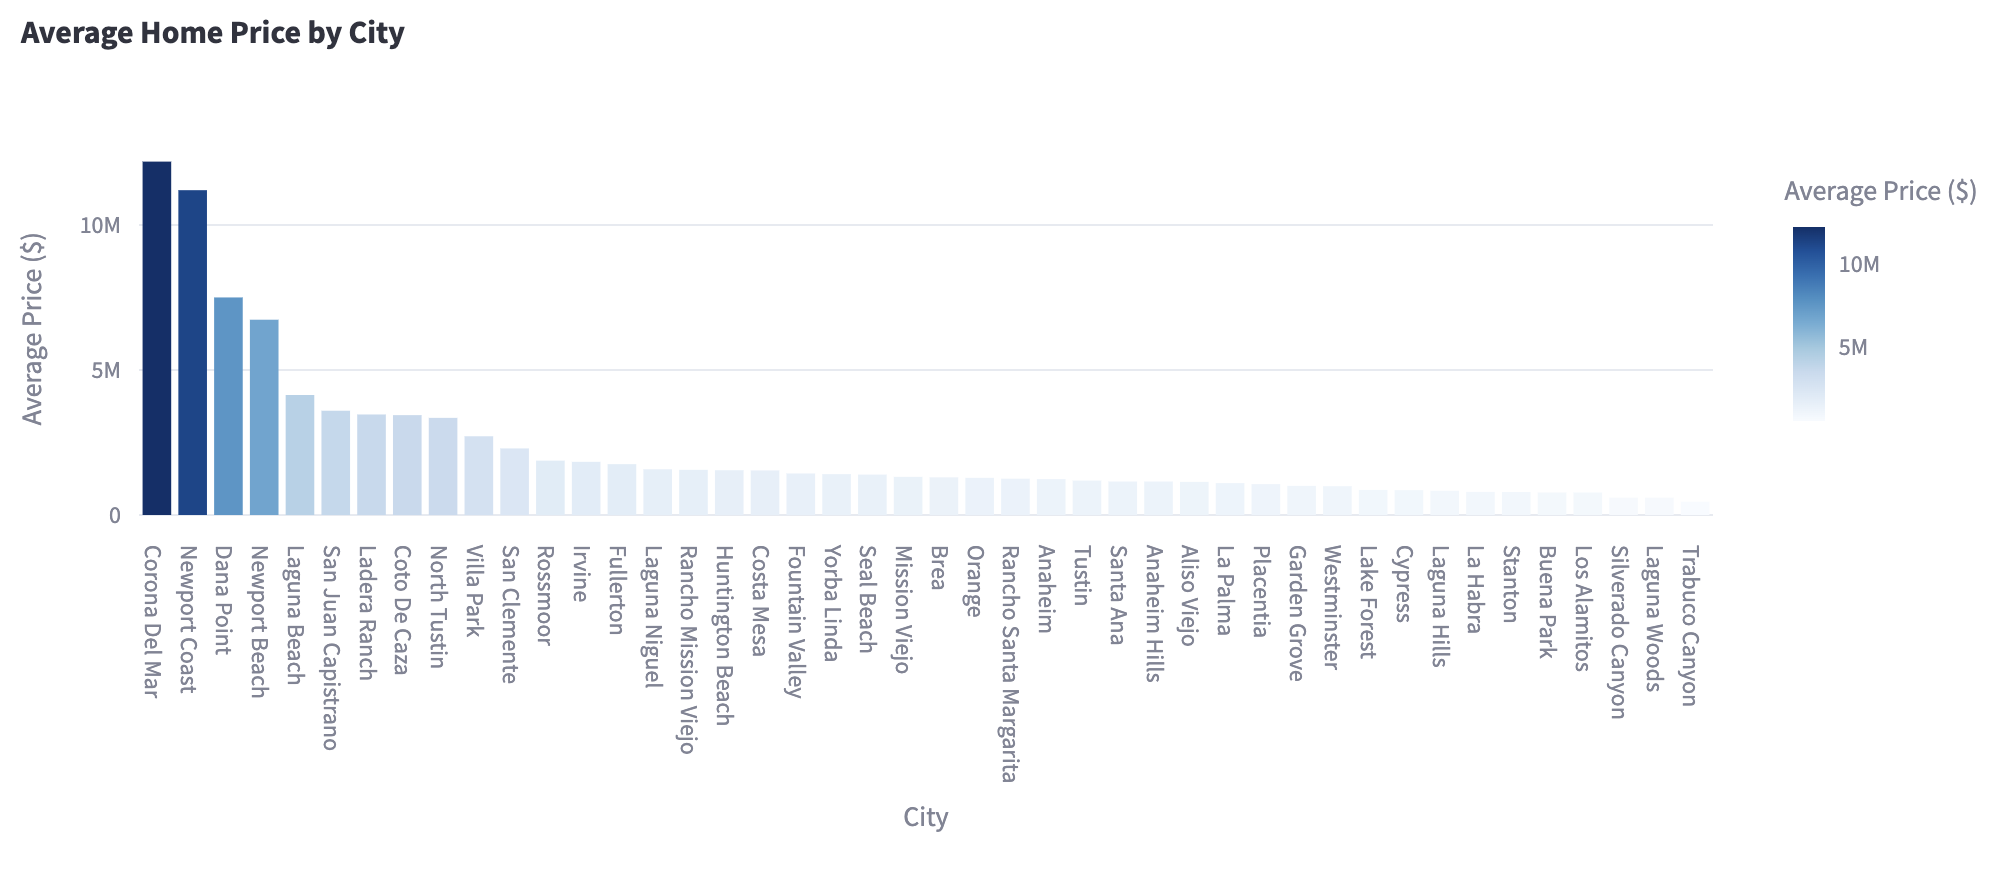 Average Home Price by City
Average Price ($)
10M
5M
0
Corona Del Mar
Newport Coast
Dana Point
Newport Beach
Laguna Beach
San Juan Capistrano
Ladera Ranch
Coto De Caza
North Tustin
Villa Park
San Clemente
Rossmoor
Irvine
Fullerton
Laguna Niguel
Rancho Mission Viejo
Huntington Beach
Costa Mesa
Fountain Valley
Yorba Linda
Seal Beach
Mission Viejo
Brea
Orange
Rancho Santa Margarita
Anaheim
Tustin
Santa Ana
Anaheim Hills
Aliso Viejo
La Palma
Placentia
Garden Grove
Westminster
Lake Forest
Cypress
Laguna Hills
La Habra
Stanton
Buena Park
Los Alamitos
Silverado Canyon
Laguna Woods
Trabuco Canyon
City
Average Price ($)
10M
5M